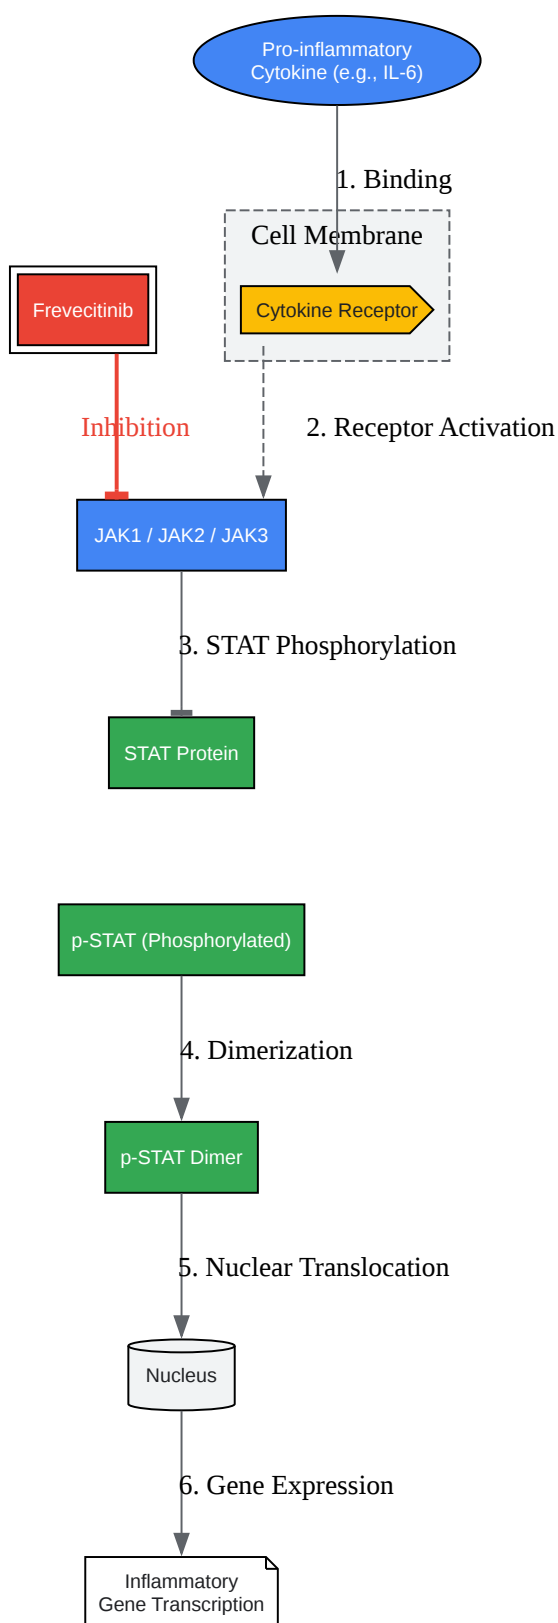 Pro-inflammatory
Cytokine (e.g., IL-6)
1. Binding
Cell Membrane
Frevecitinib
Cytokine Receptor
Inhibition
2. Receptor Activation
JAK1 / JAK2 / JAK3
3. STAT Phosphorylation
STAT Protein
p-STAT (Phosphorylated)
4. Dimerization
p-STAT Dimer
5. Nuclear Translocation
Nucleus
6. Gene Expression
Inflammatory
Gene Transcription